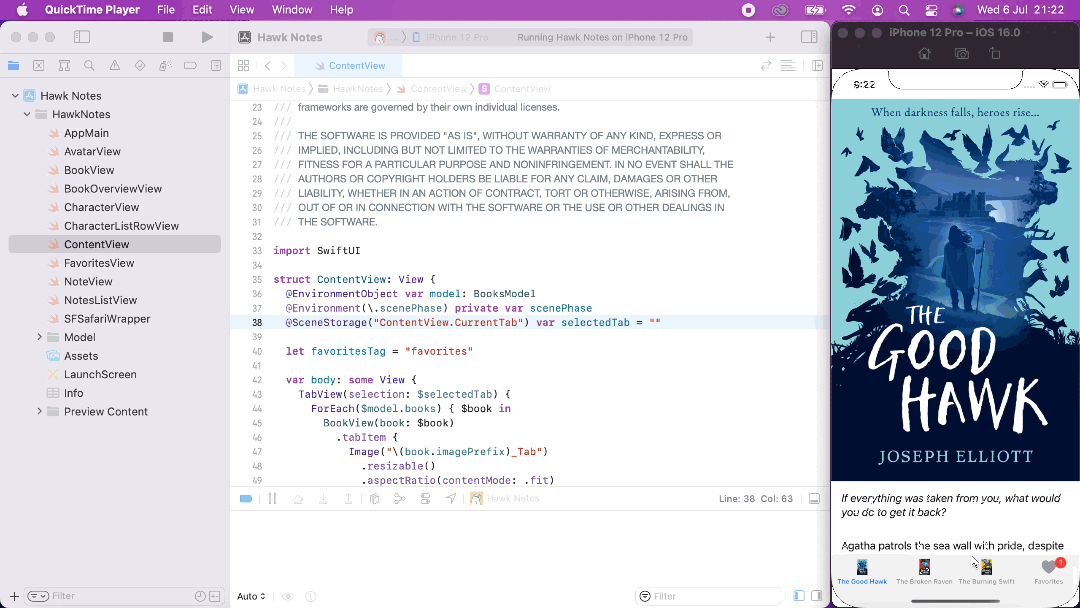 QuickTime Player File Edit View Window Help Wed 6 Jul 21:22
Hawk Notes iPhone 12 Pro Running Hawk Notes on iPhone 12 Pro
ContentView
Hawk Notes HawkNotes ContentView ContentView
Hawk Notes
HawkNotes
AppMain
AvatarView
BookView
BookOverviewView
CharacterView
CharacterListRowView
ContentView
FavoritesView
NoteView
NotesListView
SFSafariWrapper
Model
Assets
LaunchScreen
Info
Preview Content
Filter
23 /// frameworks are governed by their own individual licenses.
24 ///
25 /// THE SOFTWARE IS PROVIDED "AS IS", WITHOUT WARRANTY OF ANY KIND, EXPRESS OR
26 /// IMPLIED, INCLUDING BUT NOT LIMITED TO THE WARRANTIES OF MERCHANTABILITY,
27 /// FITNESS FOR A PARTICULAR PURPOSE AND NONINFRINGEMENT. IN NO EVENT SHALL THE
28 /// AUTHORS OR COPYRIGHT HOLDERS BE LIABLE FOR ANY CLAIM, DAMAGES OR OTHER
29 /// LIABILITY, WHETHER IN AN ACTION OF CONTRACT, TORT OR OTHERWISE, ARISING FROM,
30 /// OUT OF OR IN CONNECTION WITH THE SOFTWARE OR THE USE OR OTHER DEALINGS IN
31 /// THE SOFTWARE.
32
33 import SwiftUI
34
35 struct ContentView: View {
36 @EnvironmentObject var model: BooksModel
37 @Environment(\.scenePhase) private var scenePhase
38 @SceneStorage("ContentView.CurrentTab") var selectedTab = ""
39
40 let favoritesTag = "favorites"
41
42 var body: some View {
43 TabView(selection: $selectedTab) {
44 ForEach($model.books) { $book in
45 BookView(book: $book)
46 .tabItem {
47 Image("\(book.imagePrefix)_Tab")
48 .resizable()
49 .aspectRatio(contentMode: .fit)
Hawk Notes Line: 38 Col: 63
Auto Filter
iPhone 12 Pro – iOS 16.0
9:22
When darkness falls, heroes rise...
THE
GOOD
HAWK
JOSEPH ELLIOTT
If everything was taken from you, what would
you do to get it back?
Agatha patrols the sea wall with pride, despite
1
The Good Hawk The Broken Raven The Burning Swift Favorites